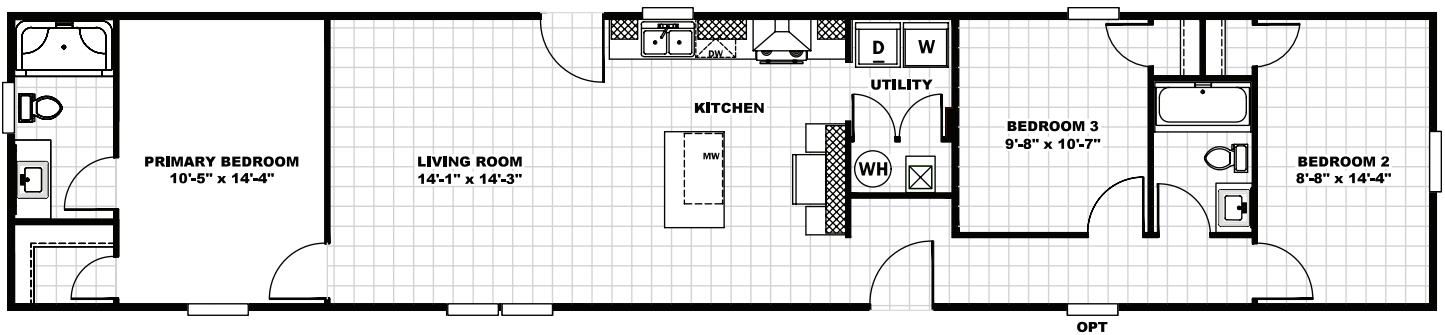 PRIMARY BEDROOM
10'-5" x 14'-4"
LIVING ROOM
14'-1" x 14'-3"
KITCHEN
DW
MW
D
W
UTILITY
WH
BEDROOM 3
9'-8" x 10'-7"
BEDROOM 2
8'-8" x 14'-4"
OPT